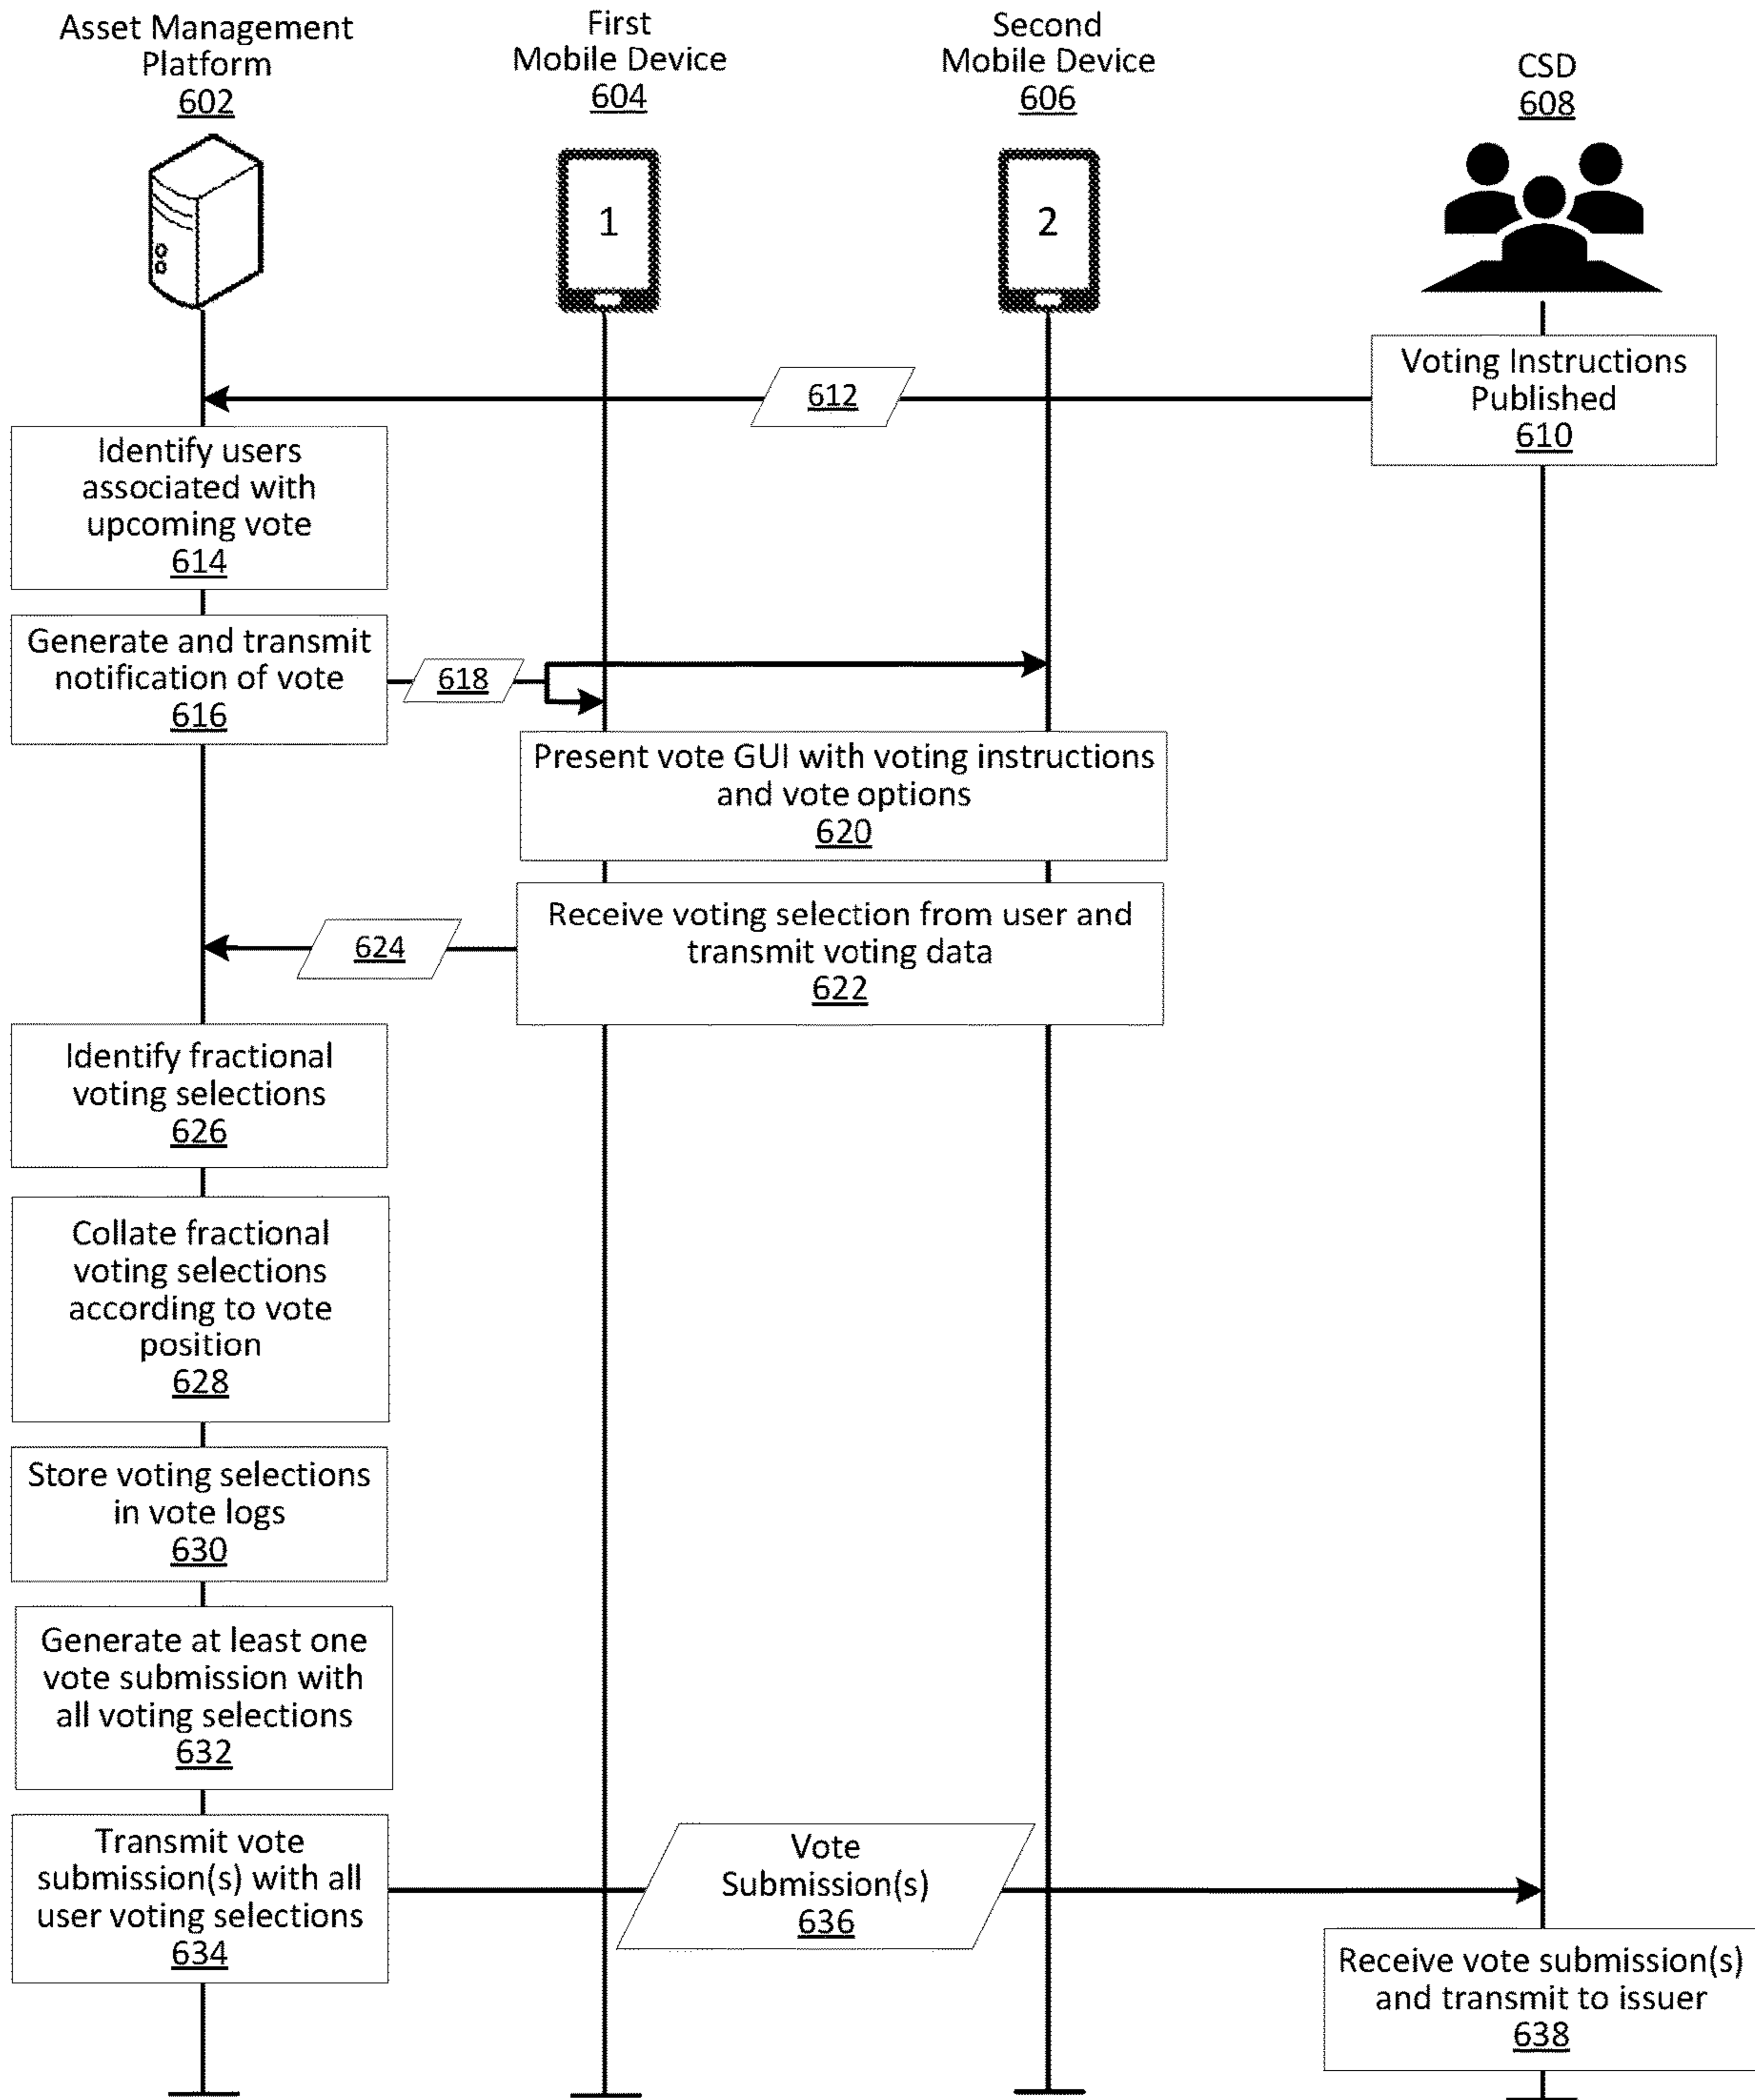 Asset Management
Platform
602
First
Mobile Device
604
Second
Mobile Device
606
CSD
608
1
2
Voting Instructions
Published
610
612
Identify users
associated with
upcoming vote
614
Generate and transmit
notification of vote
616
618
Present vote GUI with voting instructions
and vote options
620
Receive voting selection from user and
transmit voting data
622
624
Identify fractional
voting selections
626
Collate fractional
voting selections
according to vote
position
628
Store voting selections
in vote logs
630
Generate at least one
vote submission with
all voting selections
632
Transmit vote
submission(s) with all
user voting selections
634
Vote
Submission(s)
636
Receive vote submission(s)
and transmit to issuer
638